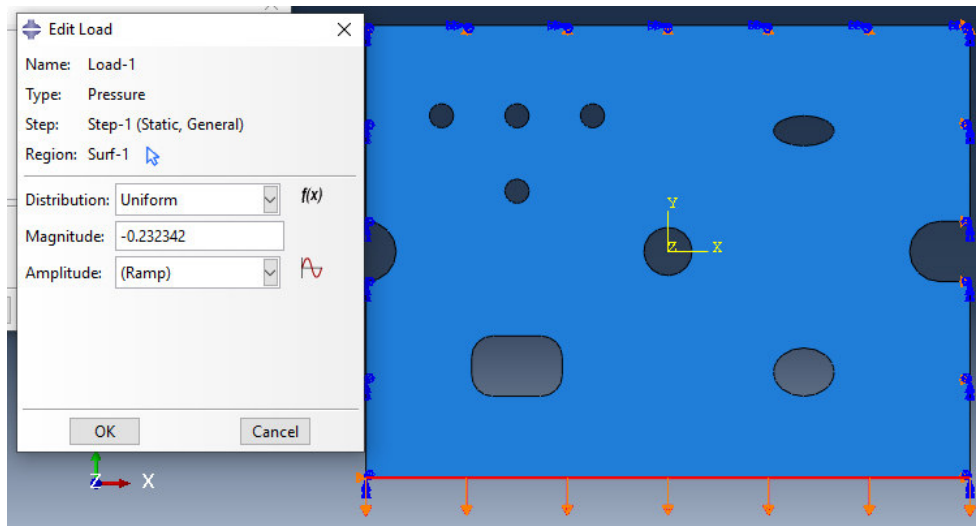 Edit Load
Name: Load-1
Type: Pressure
Step: Step-1 (Static, General)
Region: Surf-1
Distribution: Uniform f(x)
Magnitude: -0.232342
Amplitude: (Ramp)
OK Cancel
Y
Z X
Z X